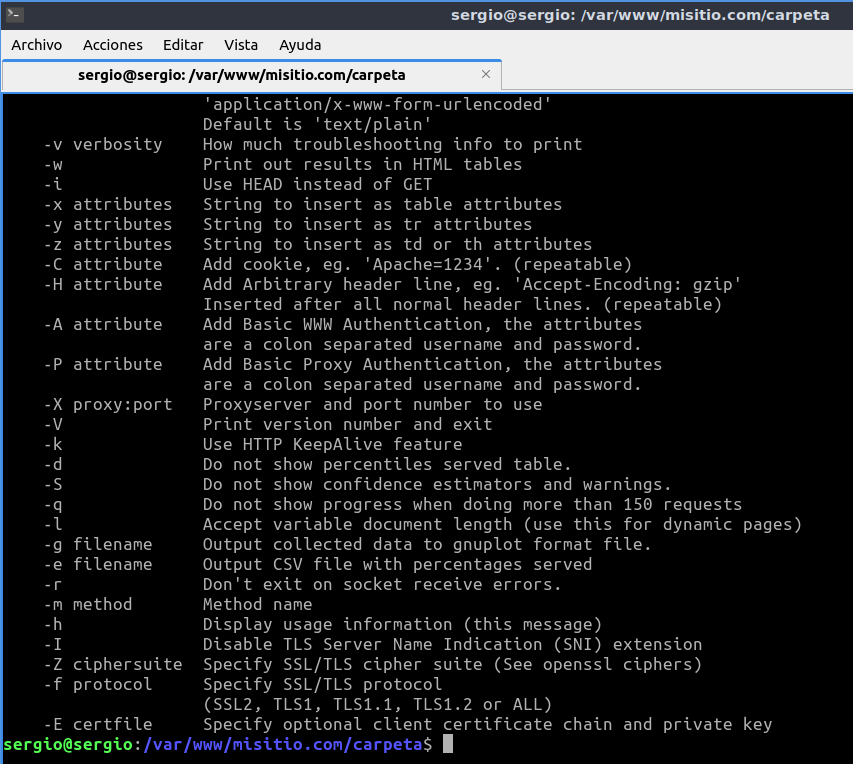 sergio@sergio: /var/www/misitio.com/carpeta
Archivo Acciones Editar Vista Ayuda
sergio@sergio: /var/www/misitio.com/carpeta
'application/x-www-form-urlencoded'
Default is 'text/plain'
-v verbosity How much troubleshooting info to print
-w Print out results in HTML tables
-i Use HEAD instead of GET
-x attributes String to insert as table attributes
-y attributes String to insert as tr attributes
-z attributes String to insert as td or th attributes
-C attribute Add cookie, eg. 'Apache=1234'. (repeatable)
-H attribute Add Arbitrary header line, eg. 'Accept-Encoding: gzip'
Inserted after all normal header lines. (repeatable)
-A attribute Add Basic WWW Authentication, the attributes
are a colon separated username and password.
-P attribute Add Basic Proxy Authentication, the attributes
are a colon separated username and password.
-X proxy:port Proxyserver and port number to use
-V Print version number and exit
-k Use HTTP KeepAlive feature
-d Do not show percentiles served table.
-S Do not show confidence estimators and warnings.
-q Do not show progress when doing more than 150 requests
-l Accept variable document length (use this for dynamic pages)
-g filename Output collected data to gnuplot format file.
-e filename Output CSV file with percentages served
-r Don't exit on socket receive errors.
-m method Method name
-h Display usage information (this message)
-I Disable TLS Server Name Indication (SNI) extension
-Z ciphersuite Specify SSL/TLS cipher suite (See openssl ciphers)
-f protocol Specify SSL/TLS protocol
(SSL2, TLS1, TLS1.1, TLS1.2 or ALL)
-E certfile Specify optional client certificate chain and private key
sergio@sergio:/var/www/misitio.com/carpeta$